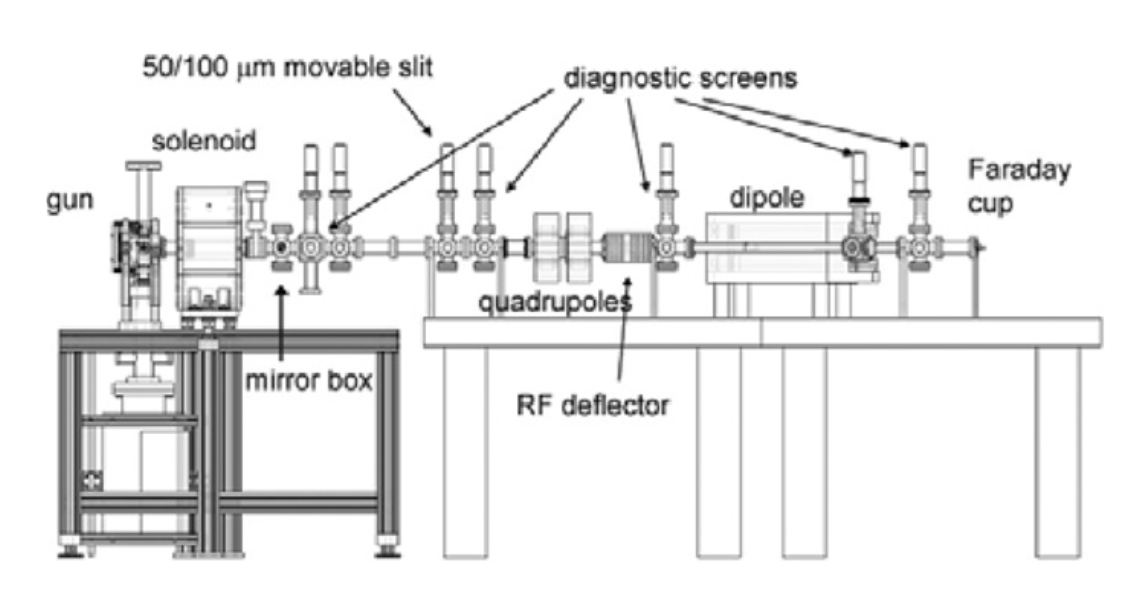 50/100 μm movable slit
diagnostic screens
solenoid
gun
dipole
Faraday
cup
quadrupoles
mirror box
RF deflector